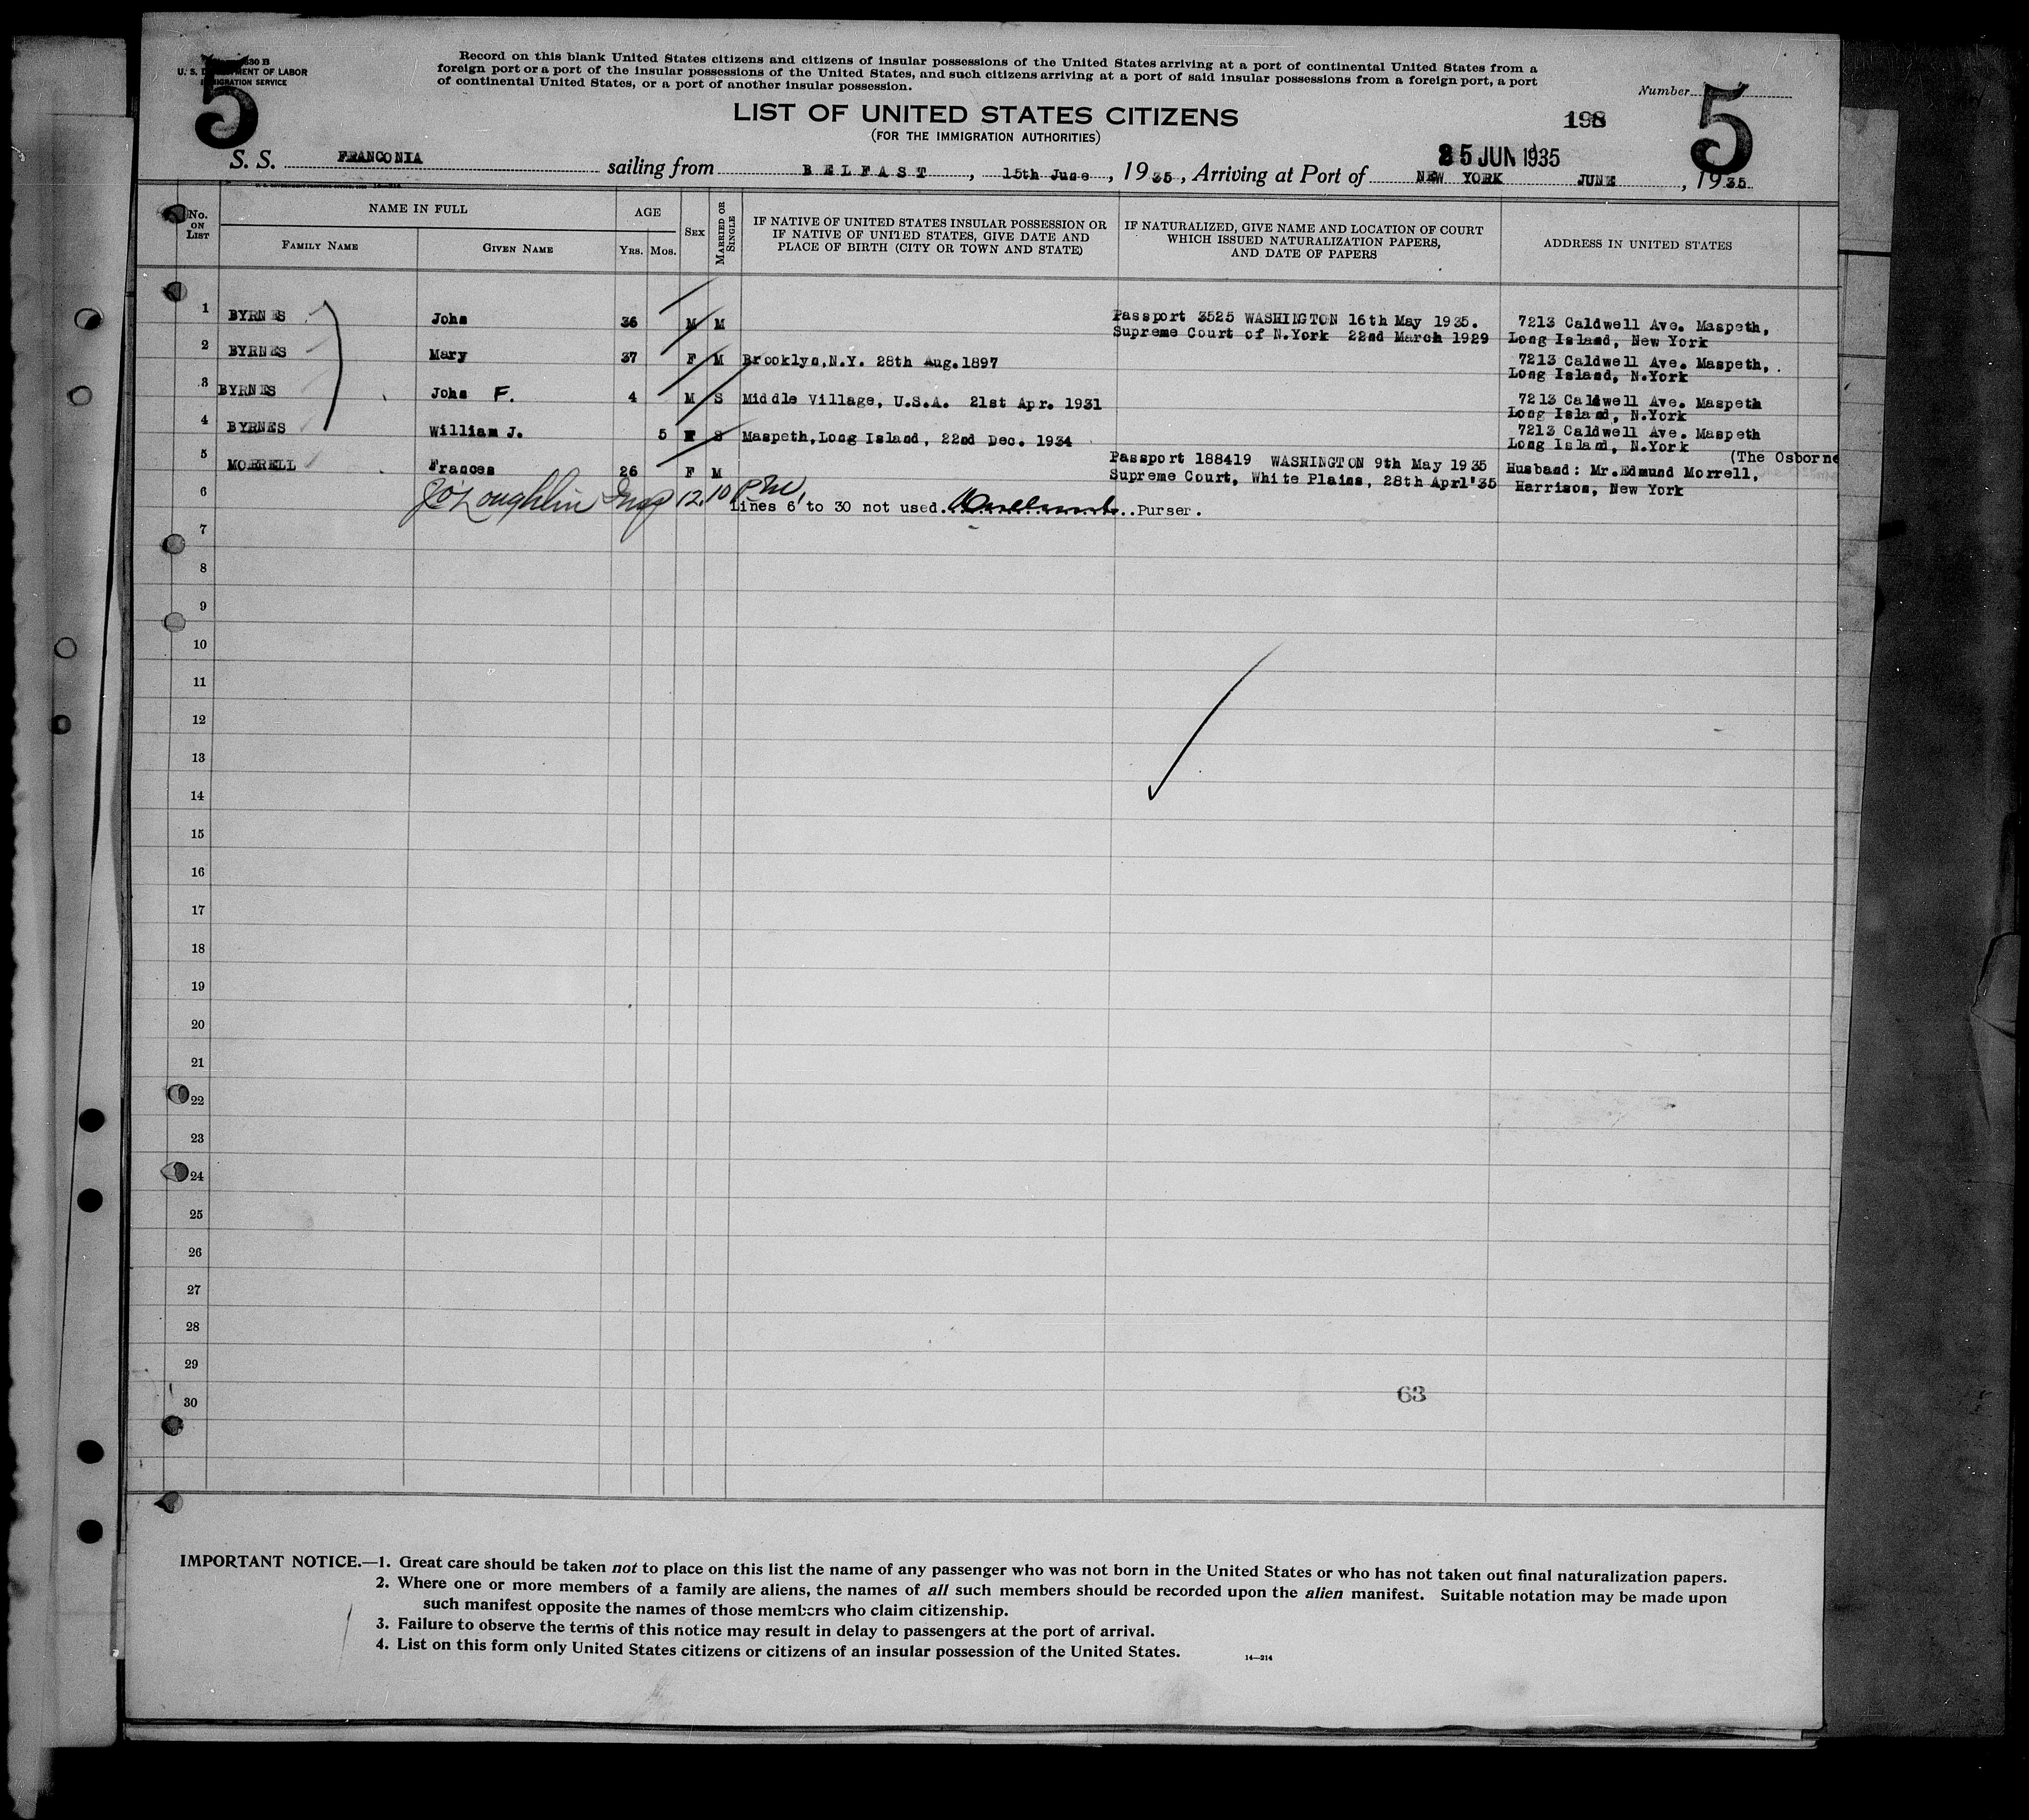 U. S. DEPARTMENT OF LABOR
IMMIGRATION SERVICE
5
Record on this blank United States citizens and citizens of insular possessions of the United States arriving at a port of continental United States from a
foreign port or a port of the insular possessions of the United States, and such citizens arriving at a port of said insular possessions from a foreign port, a port
of continental United States, or a port of another insular possession.
Number 5
LIST OF UNITED STATES CITIZENS
198
(FOR THE IMMIGRATION AUTHORITIES)
25 JUN 1935
S. S. FRANCONIA sailing from BELFAST, 15th June, 1935, Arriving at Port of NEW YORK JUNE, 1935
No. ON LIST
NAME IN FULL
FAMILY NAME
GIVEN NAME
AGE
YRS. MOS.
SEX
MARRIED OR SINGLE
IF NATIVE OF UNITED STATES INSULAR POSSESSION OR
IF NATIVE OF UNITED STATES, GIVE DATE AND
PLACE OF BIRTH (CITY OR TOWN AND STATE)
IF NATURALIZED, GIVE NAME AND LOCATION OF COURT
WHICH ISSUED NATURALIZATION PAPERS,
AND DATE OF PAPERS
ADDRESS IN UNITED STATES
1 BYRNES John 36 M M Passport 3525 WASHINGTON 16th May 1935. 7213 Caldwell Ave. Maspeth,
Supreme Court of N.York 22nd March 1929 Long Island, New York
2 BYRNES Mary 37 F M Brooklyn,N.Y. 28th Aug.1897 7213 Caldwell Ave. Maspeth,.
Long Island, N.York
3 BYRNES John F. 4 M S Middle Village, U.S.A. 21st Apr. 1931 7213 Caldwell Ave. Maspeth
Long Island, N.York
4 BYRNES William J. 5 S Maspeth,Long Island, 22nd Dec. 1934 7213 Caldwell Ave. Maspeth
Long Island, N.York
5 MORRELL Frances 26 F M Passport 188419 WASHINGTON 9th May 1935 Husband: Mr.Edmund Morrell, (The Osborne
Supreme Court, White Plains, 28th Aprl'35 Harrison, New York
6 J O'Loughlin Insp 12.10 PM,
Lines 6 to 30 not used. Purser.
7
8
9
10
11
12
13
14
15
16
17
18
19
20
21
22
23
24
25
26
27
28
29
30
63
IMPORTANT NOTICE.—1. Great care should be taken not to place on this list the name of any passenger who was not born in the United States or who has not taken out final naturalization papers.
2. Where one or more members of a family are aliens, the names of all such members should be recorded upon the alien manifest. Suitable notation may be made upon
such manifest opposite the names of those members who claim citizenship.
3. Failure to observe the terms of this notice may result in delay to passengers at the port of arrival.
4. List on this form only United States citizens or citizens of an insular possession of the United States.
14—214